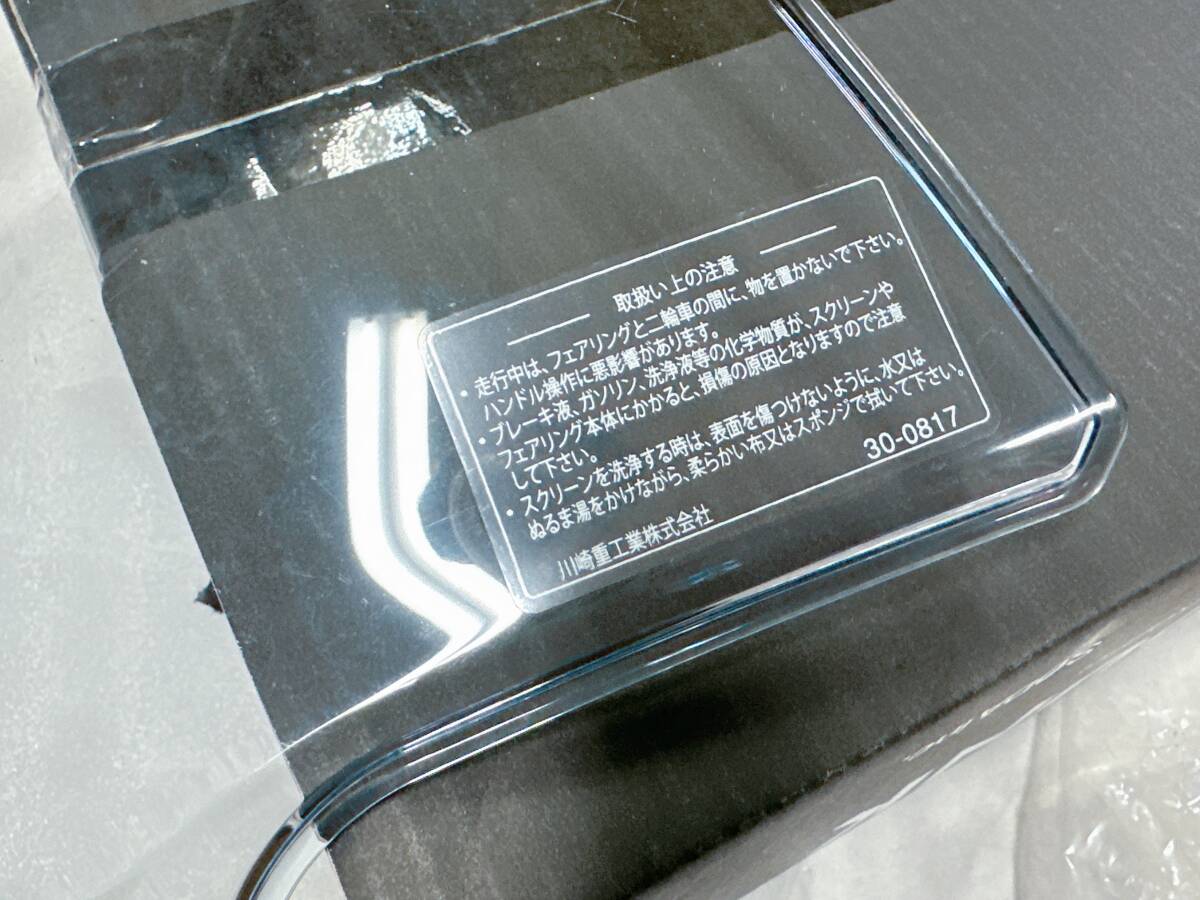 取扱い上の注意
• 走行中は、フェアリングと二輪車の間に、物を置かないで下さい。
ハンドル操作に悪影響があります。
• ブレーキ液、ガソリン、洗浄液等の化学物質が、スクリーンや
フェアリング本体にかかると、損傷の原因となりますので注意
して下さい。
• スクリーンを洗浄する時は、表面を傷つけないように、水又は
ぬるま湯をかけながら、柔らかい布又はスポンジで拭いて下さい。
30-0817
川崎重工業株式会社